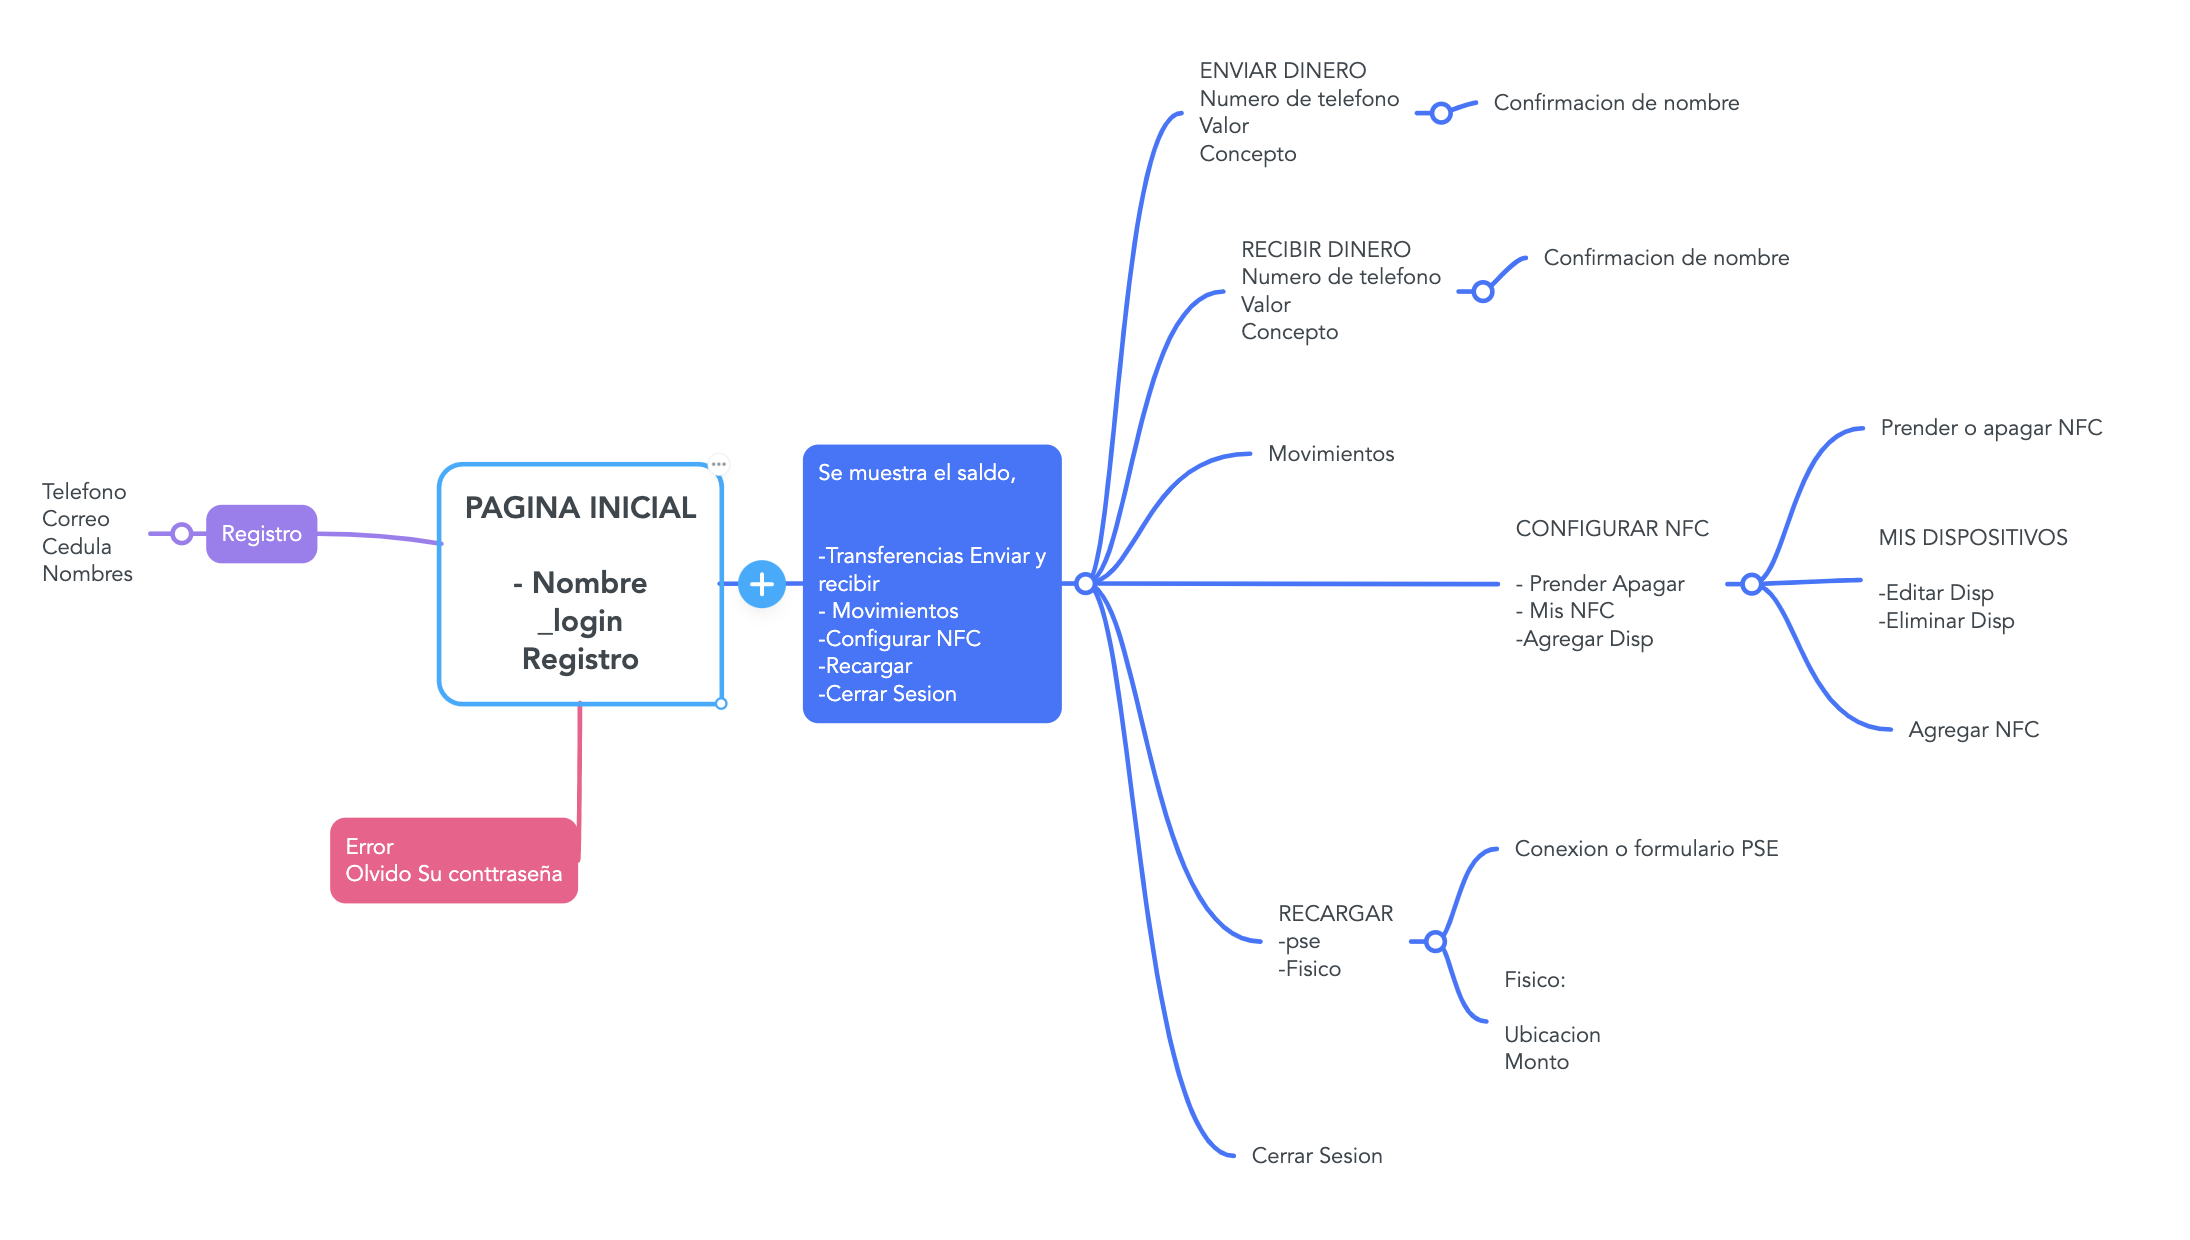 ENVIAR DINERO
Numero de telefono
Valor
Concepto
Confirmacion de nombre
RECIBIR DINERO
Numero de telefono
Valor
Concepto
Confirmacion de nombre
Movimientos
Telefono
Correo
Cedula
Nombres
Registro
PAGINA INICIAL
- Nombre
_login
Registro
Se muestra el saldo,
-Transferencias Enviar y
recibir
- Movimientos
-Configurar NFC
-Recargar
-Cerrar Sesion
CONFIGURAR NFC
- Prender Apagar
- Mis NFC
-Agregar Disp
Prender o apagar NFC
MIS DISPOSITIVOS
-Editar Disp
-Eliminar Disp
Agregar NFC
Error
Olvido Su conttraseña
RECARGAR
-pse
-Fisico
Conexion o formulario PSE
Fisico:
Ubicacion
Monto
Cerrar Sesion